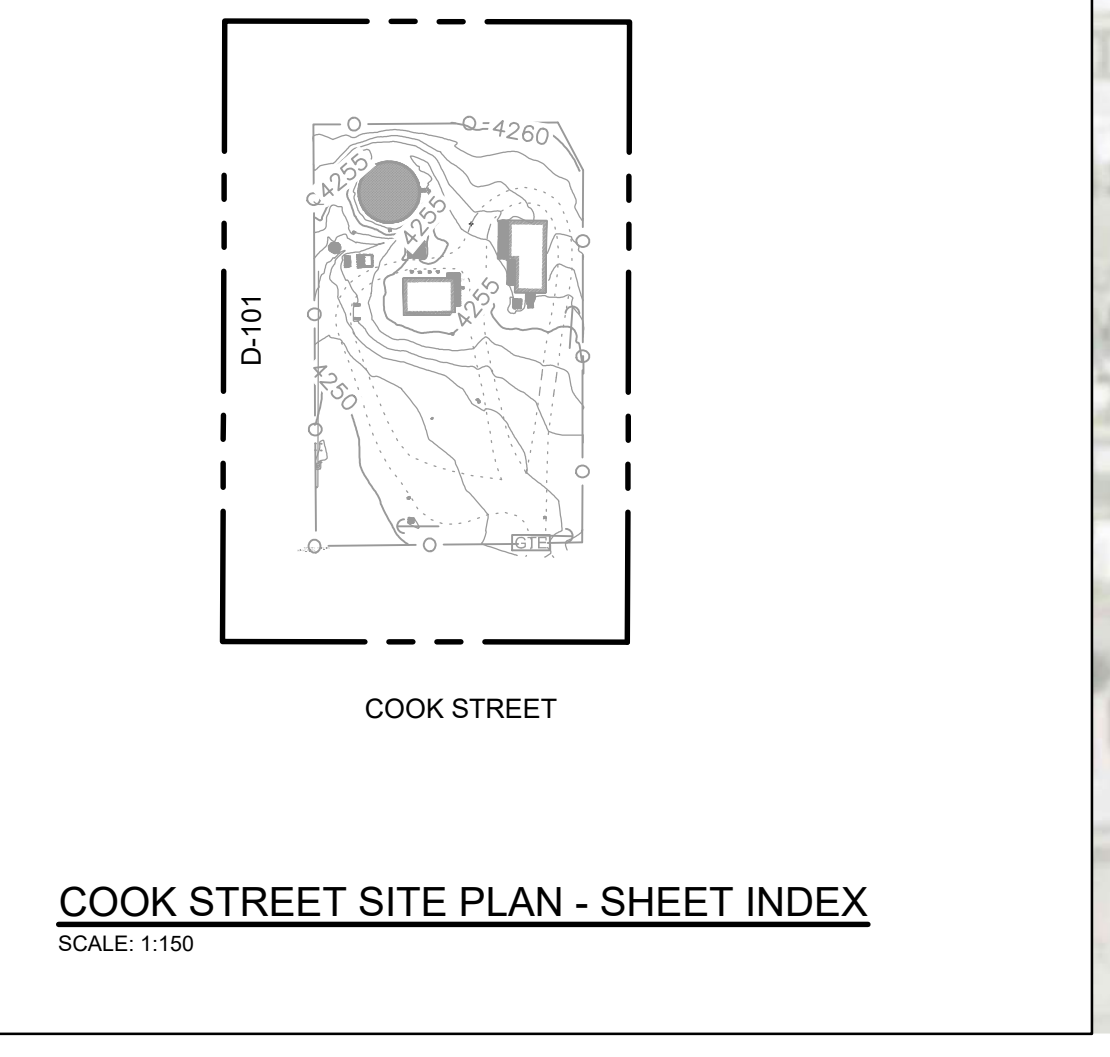 4260
4255
4255
4255
D-101
4250
GTE
COOK STREET
COOK STREET SITE PLAN - SHEET INDEX
SCALE: 1:150